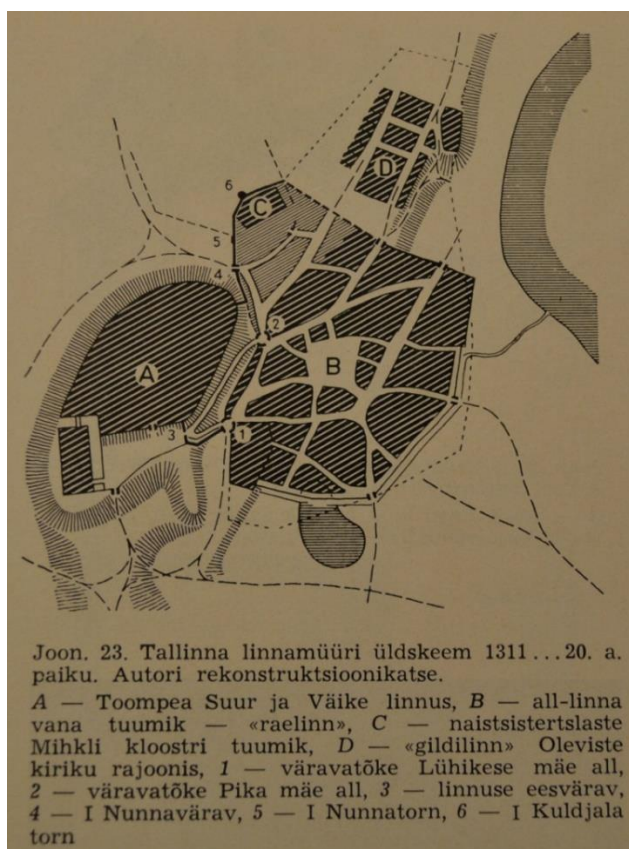 6
C
D
5
4
2
A
B
3
1
Joon. 23. Tallinna linnamüüri üldskeem 1311...20. a.
paiku. Autori rekonstruktsioonikatse.
A — Toompea Suur ja Väike linnus, B — all-linna
vana tuumik — «raelinn», C — naistsistertslaste
Mihkli kloostri tuumik, D — «gildilinn» Oleviste
kiriku rajoonis, 1 — väravatõke Lühikese mäe all,
2 — väravatõke Pika mäe all, 3 — linnuse eesvärav,
4 — I Nunnavärav, 5 — I Nunnatorn, 6 — I Kuldjala
torn